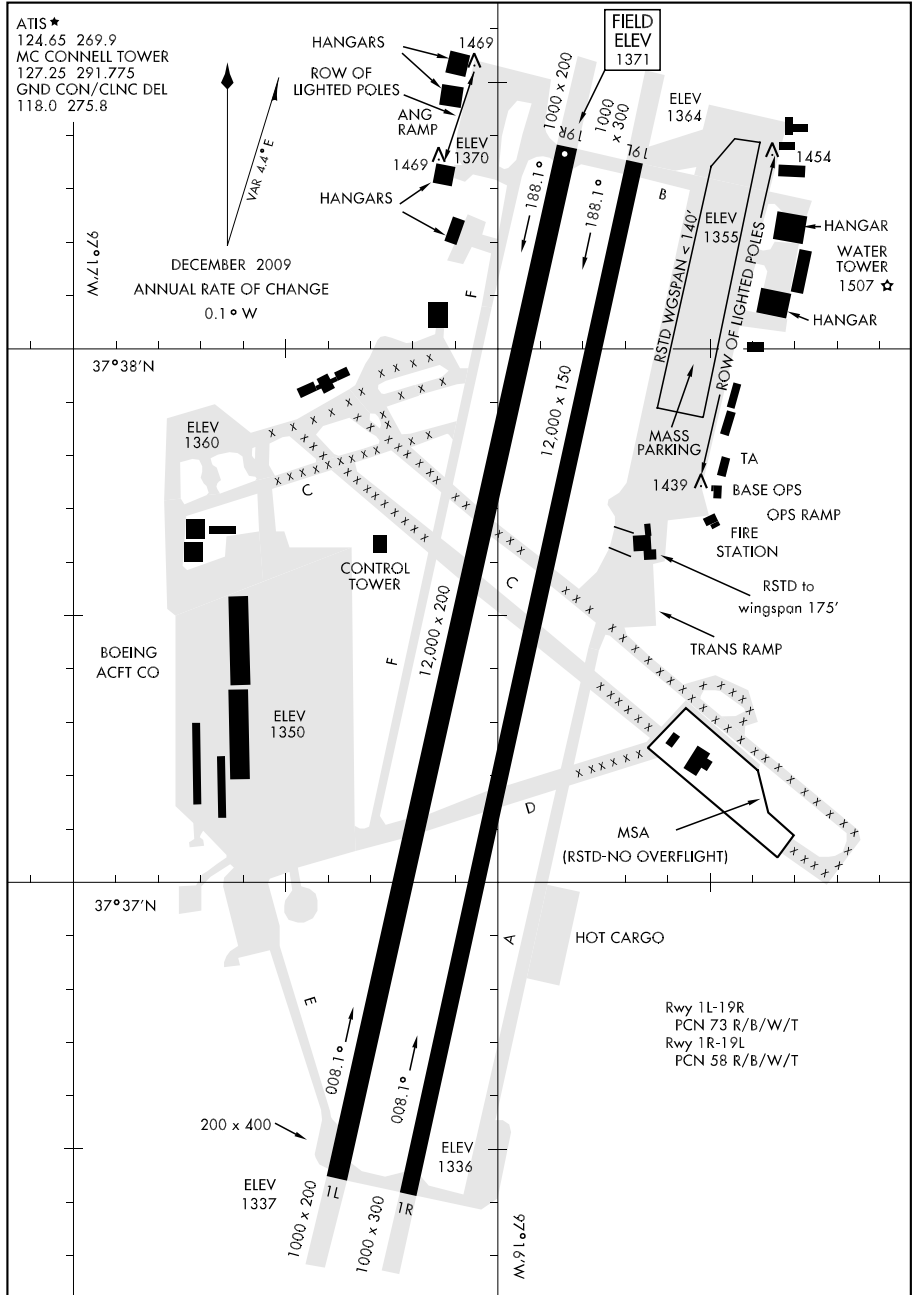 ATIS ★
124.65 269.9
MC CONNELL TOWER
127.25 291.775
GND CON/CLNC DEL
118.0 275.8
VAR 4.4° E
DECEMBER 2009
ANNUAL RATE OF CHANGE
0.1° W
HANGARS
1469
ROW OF
LIGHTED POLES
ANG
RAMP
ELEV
1370
1469
HANGARS
FIELD
ELEV
1371
1000 x 200
1000
x 300
19R
19L
188.1°
188.1°
ELEV
1364
B
1454
ELEV
1355
RSTD WGSPAN < 140'
ROW OF LIGHTED POLES
HANGAR
WATER
TOWER
1507
HANGAR
97°17'W
F
37°38'N
12,000 x 150
MASS
PARKING
ELEV
1360
C
1439
TA
BASE OPS
OPS RAMP
FIRE
STATION
CONTROL
TOWER
C
RSTD to
wingspan 175'
12,000 x 200
TRANS RAMP
BOEING
ACFT CO
F
ELEV
1350
D
MSA
(RSTD-NO OVERFLIGHT)
37°37'N
A
HOT CARGO
E
Rwy 1L-19R
PCN 73 R/B/W/T
Rwy 1R-19L
PCN 58 R/B/W/T
008.1°
008.1°
200 x 400
ELEV
1336
ELEV
1337
1L
1R
1000 x 200
1000 x 300
97°16'W